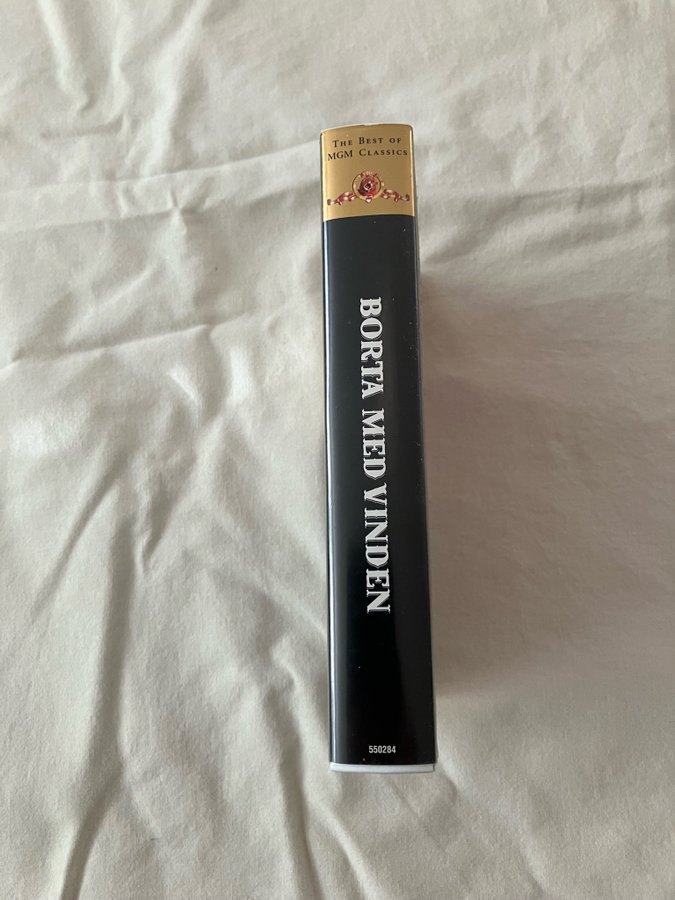 The Best of
MGM Classics
BORTA MED VINDEN
550284